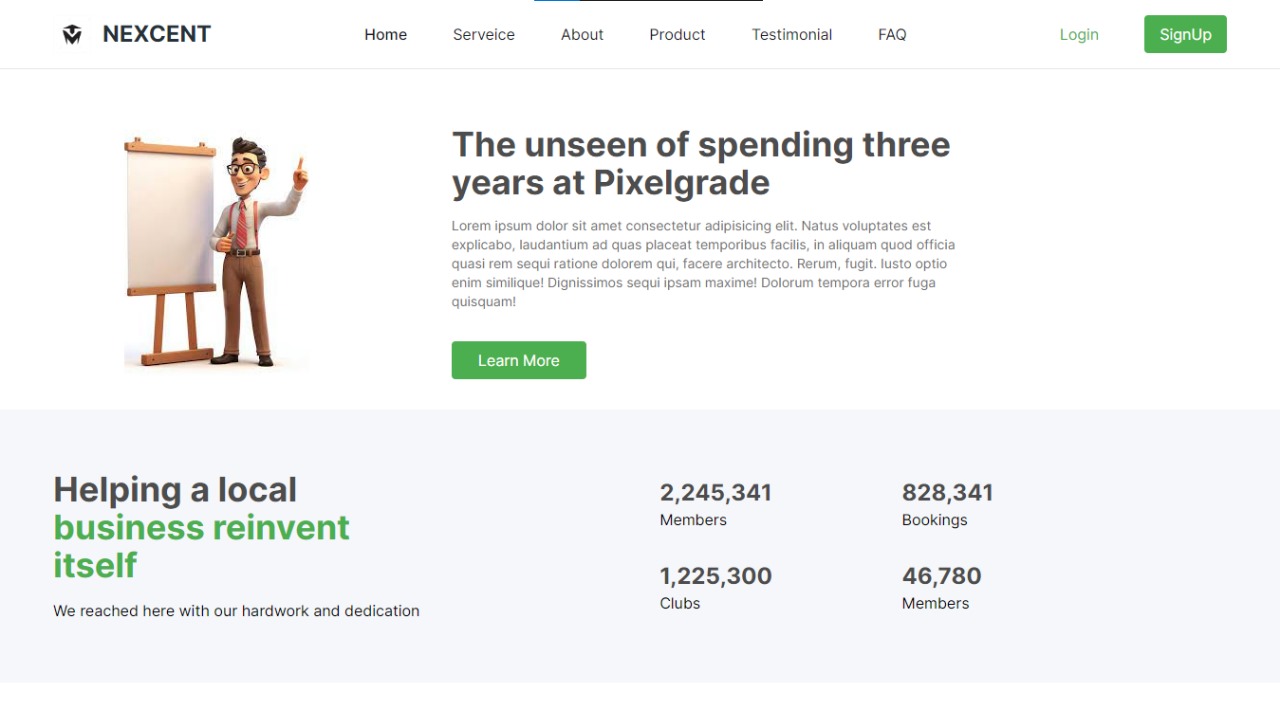 NEXCENT
Home
Serveice
About
Product
Testimonial
FAQ
Login
SignUp
The unseen of spending three
years at Pixelgrade
Lorem ipsum dolor sit amet consectetur adipisicing elit. Natus voluptates est
explicabo, laudantium ad quas placeat temporibus facilis, in aliquam quod officia
quasi rem sequi ratione dolorem qui, facere architecto. Rerum, fugit. Iusto optio
enim similique! Dignissimos sequi ipsam maxime! Dolorum tempora error fuga
quisquam!
Learn More
Helping a local
business reinvent
itself
We reached here with our hardwork and dedication
2,245,341
Members
828,341
Bookings
1,225,300
Clubs
46,780
Members